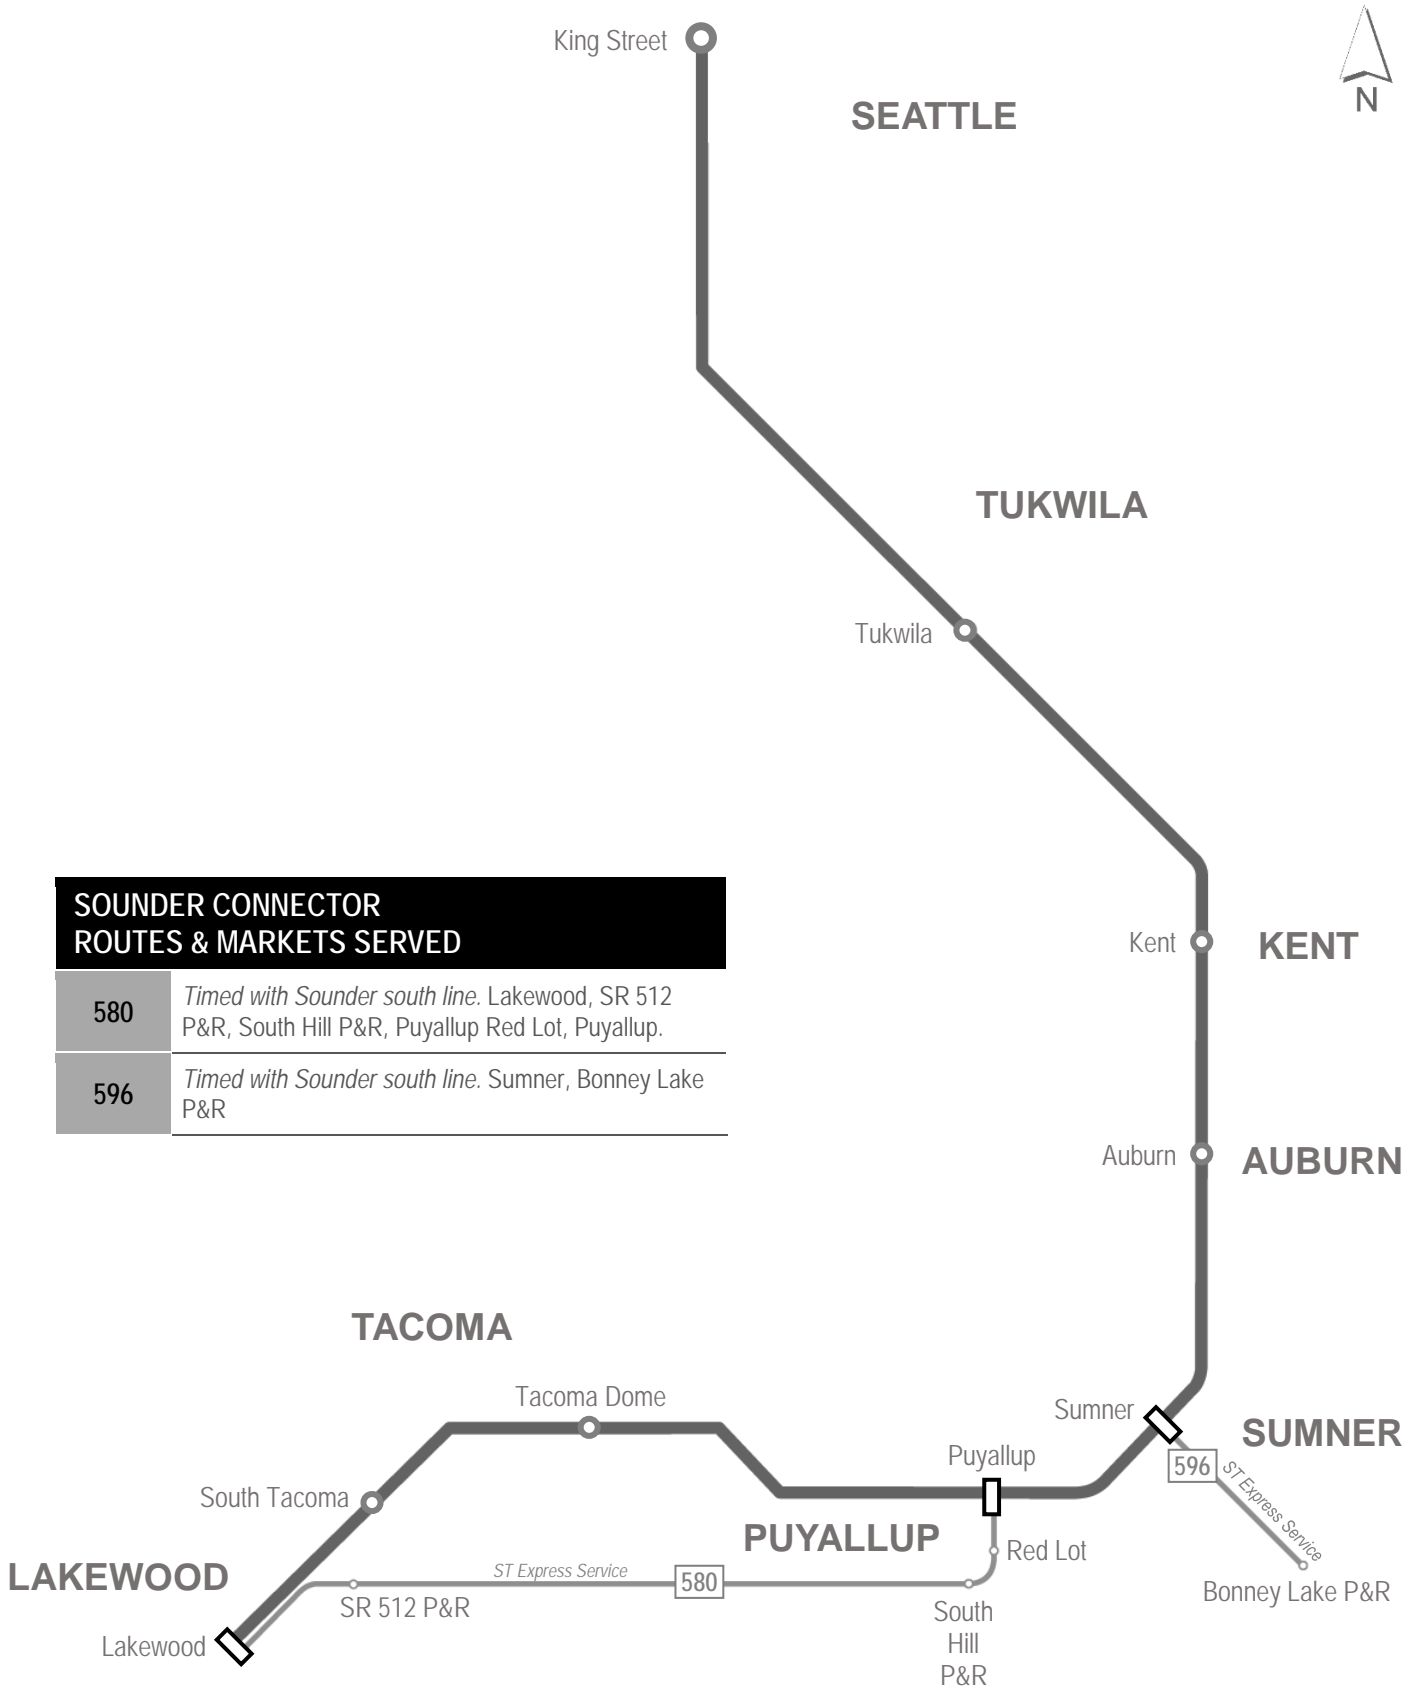 King Street
N
SEATTLE
TUKWILA
Tukwila
SOUNDER CONNECTOR
ROUTES & MARKETS SERVED
580
Timed with Sounder south line. Lakewood, SR 512
P&R, South Hill P&R, Puyallup Red Lot, Puyallup.
596
Timed with Sounder south line. Sumner, Bonney Lake
P&R
Kent
KENT
Auburn
AUBURN
TACOMA
Tacoma Dome
Sumner
SUMNER
Puyallup
596
ST Express Service
South Tacoma
PUYALLUP
Red Lot
LAKEWOOD
ST Express Service
580
Bonney Lake P&R
SR 512 P&R
South
Hill
P&R
Lakewood